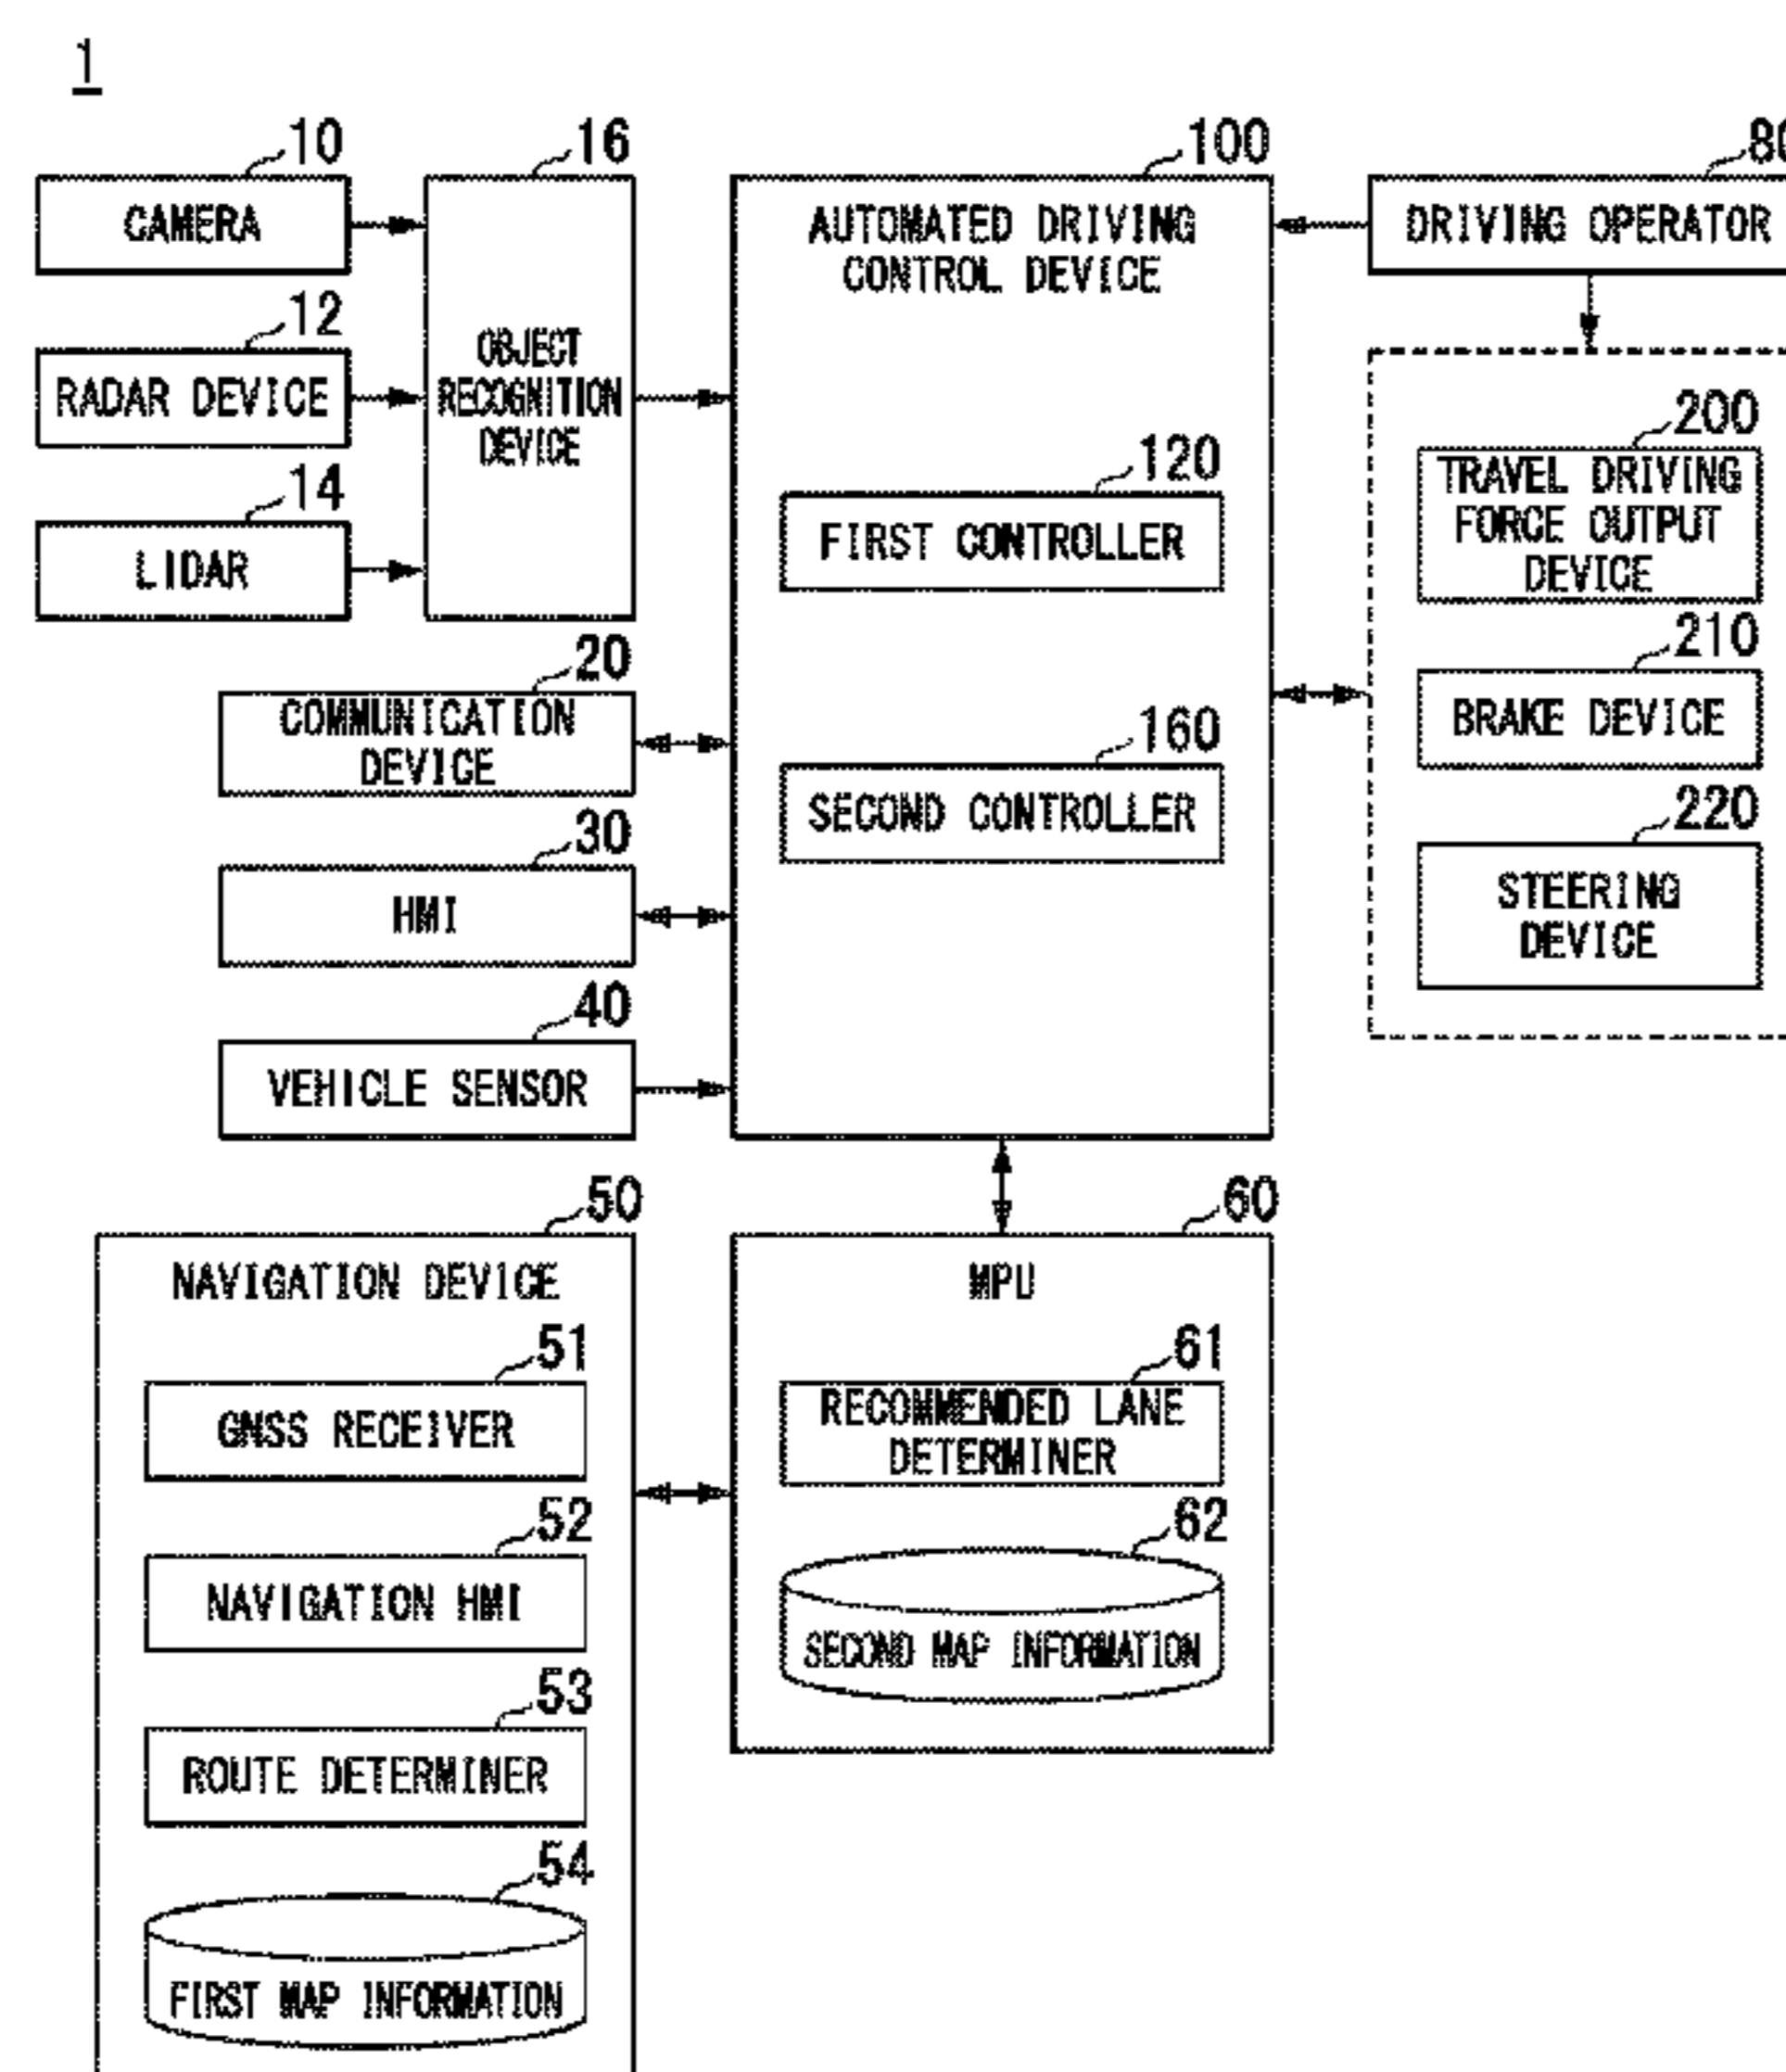 1
10
CAMERA
12
RADAR DEVICE
14
LIDAR
16
OBJECT
RECOGNITION
DEVICE
20
COMMUNICATION
DEVICE
30
HMI
40
VEHICLE SENSOR
100
AUTOMATED DRIVING
CONTROL DEVICE
120
FIRST CONTROLLER
160
SECOND CONTROLLER
80
DRIVING OPERATOR
200
TRAVEL DRIVING
FORCE OUTPUT
DEVICE
210
BRAKE DEVICE
220
STEERING
DEVICE
50
NAVIGATION DEVICE
51
GNSS RECEIVER
52
NAVIGATION HMI
53
ROUTE DETERMINER
54
FIRST MAP INFORMATION
60
MPU
61
RECOMMENDED LANE
DETERMINER
62
SECOND MAP INFORMATION